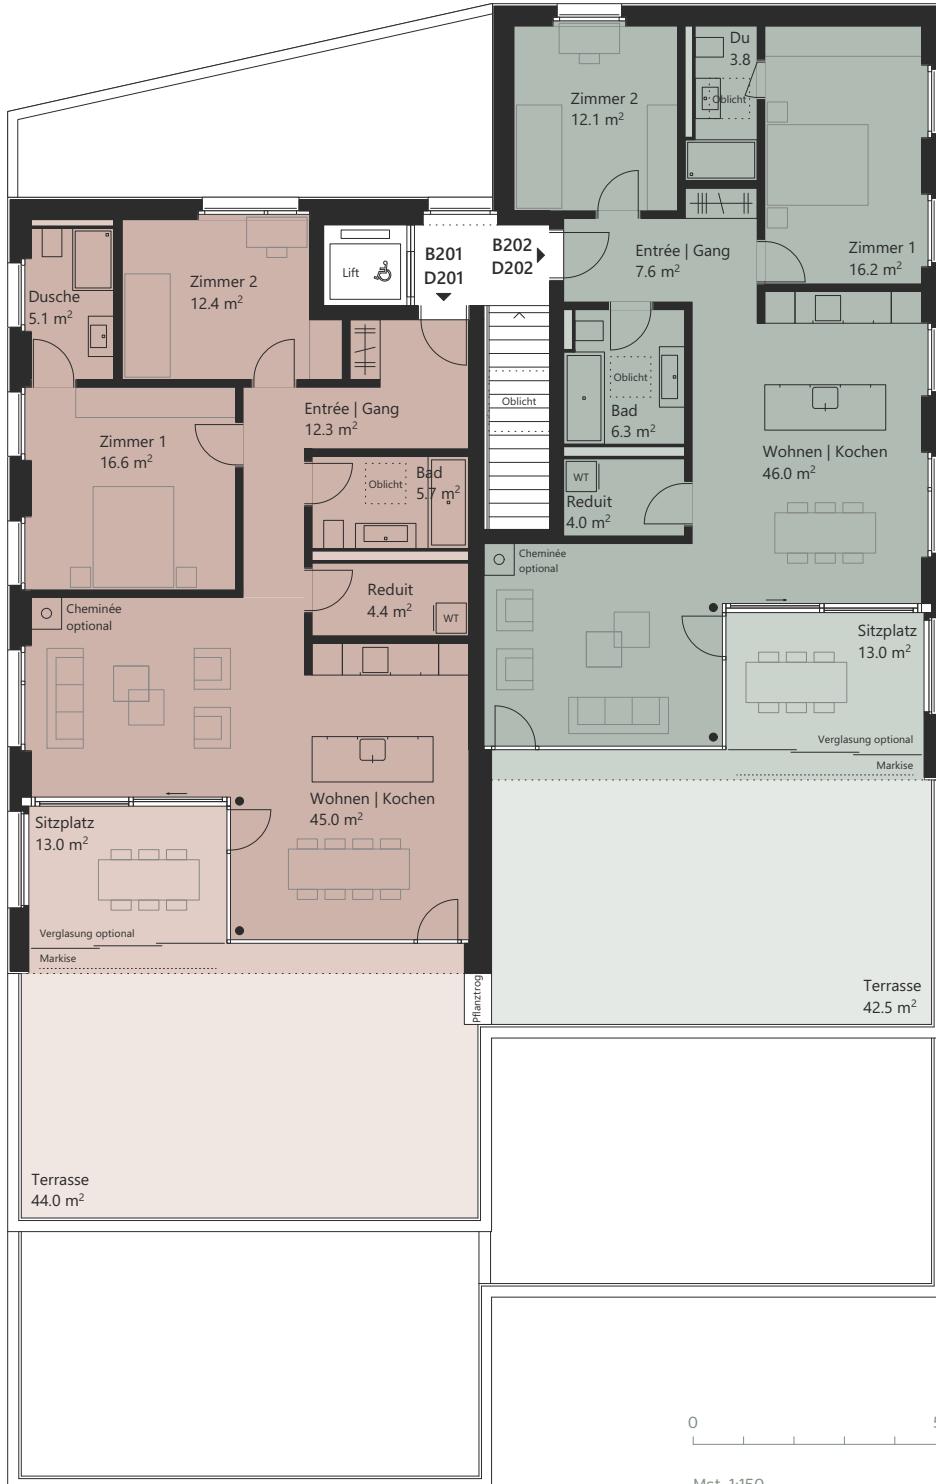 Du
3.8
Oblicht
Zimmer 2
12.1 m²
Zimmer 1
16.2 m²
Entrée | Gang
7.6 m²
B201
D201
B202
D202
Lift
Zimmer 2
12.4 m²
Dusche
5.1 m²
Oblicht
Entrée | Gang
12.3 m²
Zimmer 1
16.6 m²
Oblicht
Bad
5.7 m²
Reduit
4.4 m²
WT
Cheminée
optional
Wohnen | Kochen
45.0 m²
Sitzplatz
13.0 m²
Verglasung optional
Markise
Pflanztrog
Terrasse
44.0 m²
Oblicht
Bad
6.3 m²
WT
Reduit
4.0 m²
Wohnen | Kochen
46.0 m²
Cheminée
optional
Sitzplatz
13.0 m²
Verglasung optional
Markise
Terrasse
42.5 m²
0
Mst. 1:150